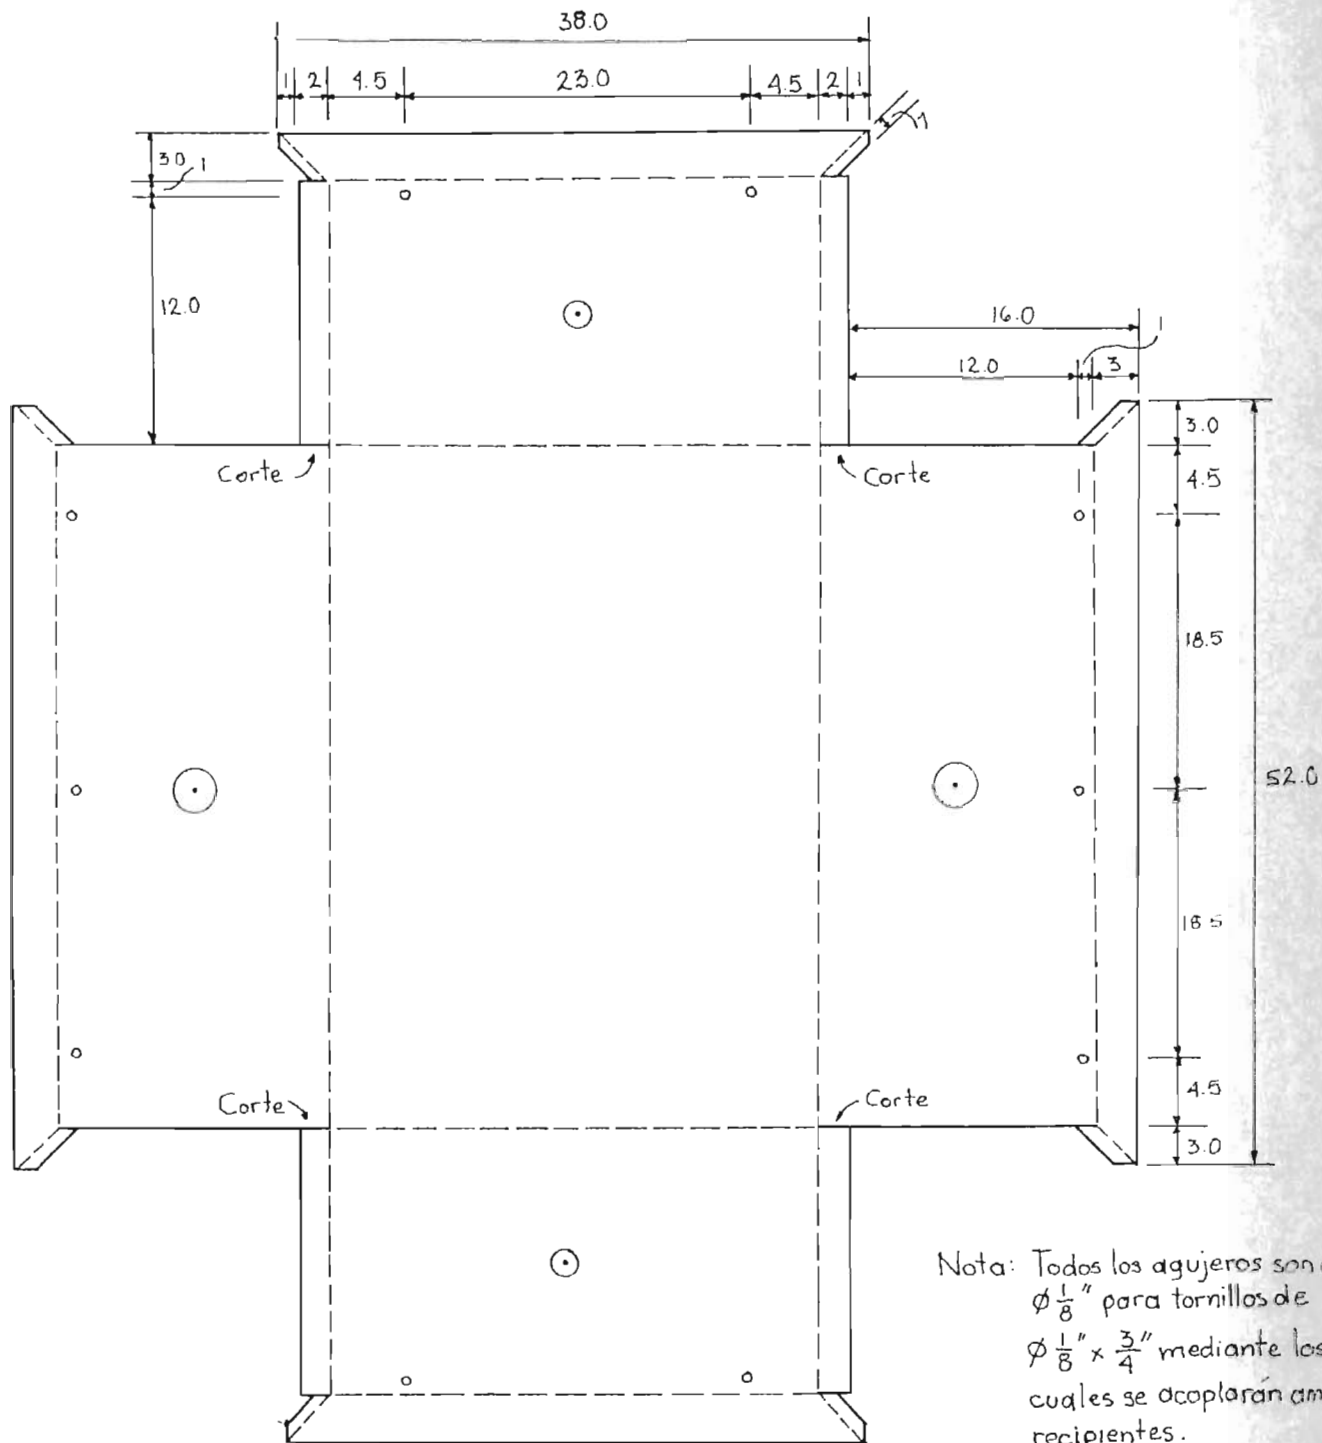 38.0
1 2 4.5 23.0 4.5 2 1
1
3.0 1
12.0
16.0
1
12.0 3
3.0
Corte
Corte
4.5
18.5
52.0
18.5
Corte
Corte
4.5
3.0
Nota: Todos los agujeros son
Ø 1/8" para tornillos de
Ø 1/8" x 3/4" mediante los
cuales se acoplarán am
recipientes.